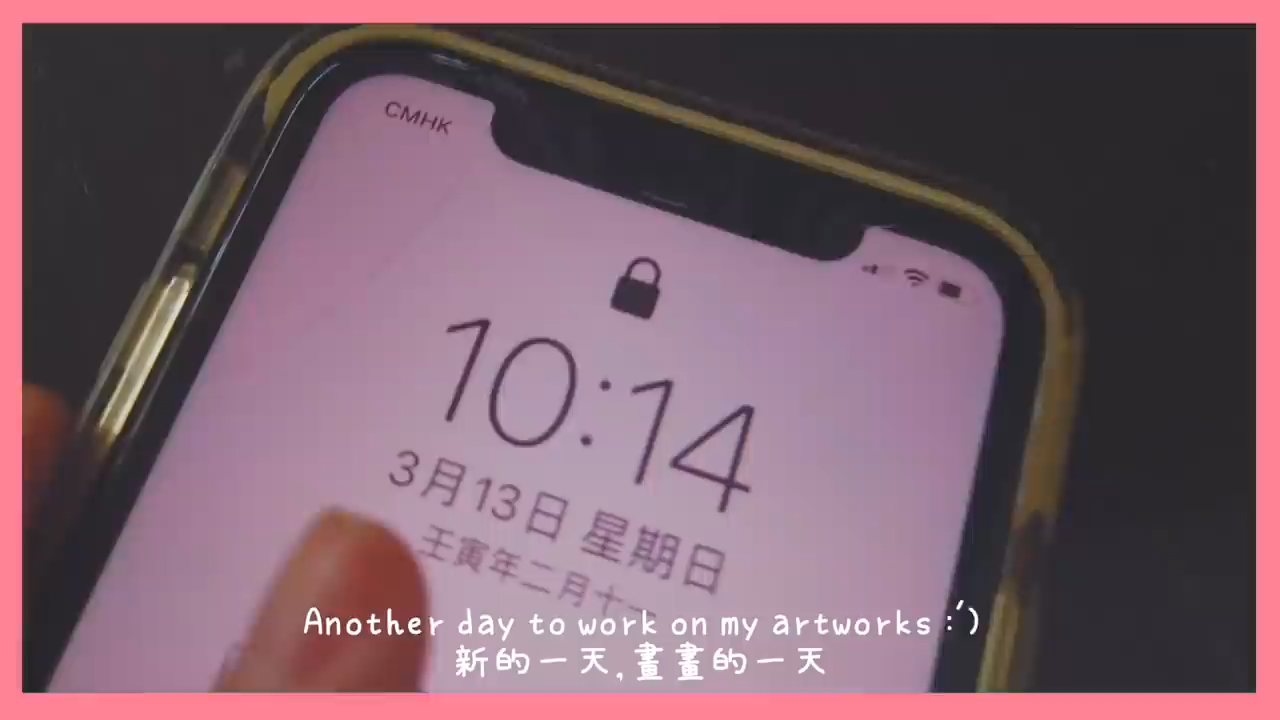 CMHK
10:14
3月13日 星期日
壬寅年二月十一
Another day to work on my artworks :')
新的一天,畫畫的一天